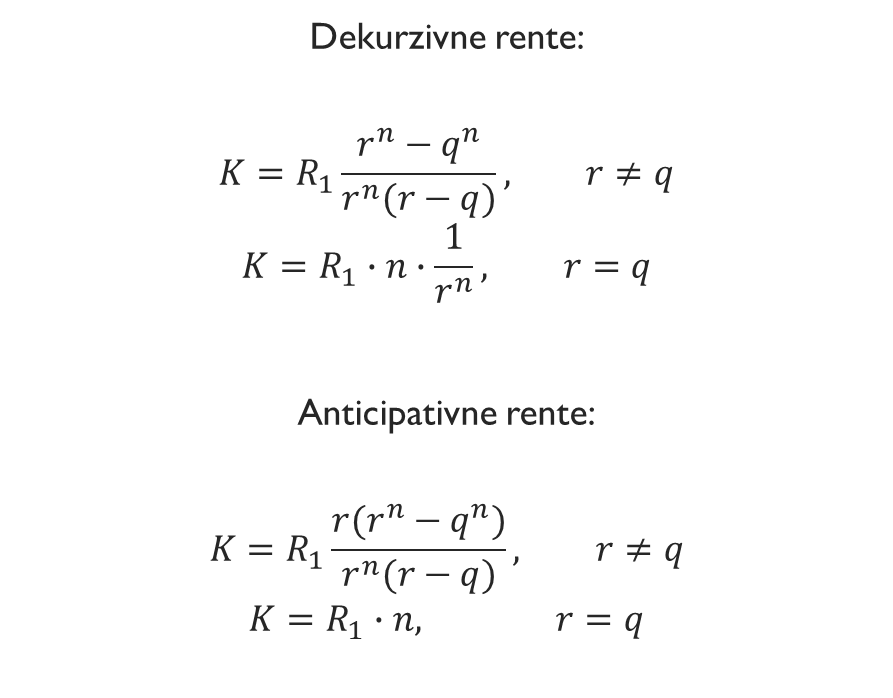 Dekurzivne rente:
K = R₁ (rⁿ − qⁿ)/(rⁿ(r − q)), r ≠ q
K = R₁ · n · 1/rⁿ, r = q
Anticipativne rente:
K = R₁ r(rⁿ − qⁿ)/(rⁿ(r − q)), r ≠ q
K = R₁ · n, r = q